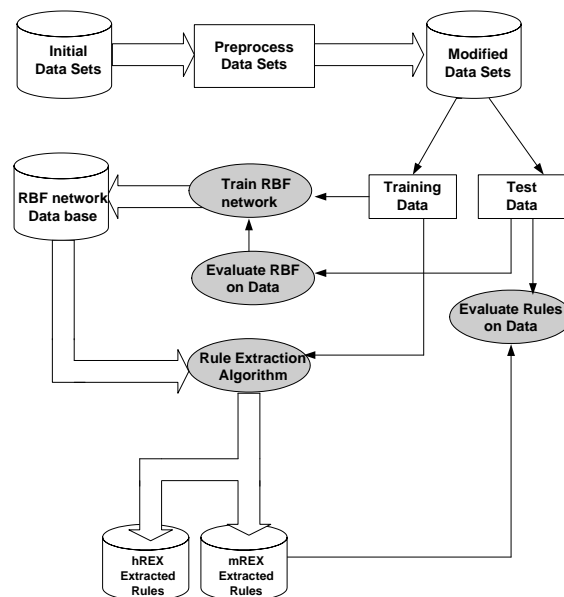 Initial
Data Sets
Preprocess
Data Sets
Modified
Data Sets
RBF network
Data base
Train RBF
network
Training
Data
Test
Data
Evaluate RBF
on Data
Evaluate Rules
on Data
Rule Extraction
Algorithm
hREX
Extracted
Rules
mREX
Extracted
Rules